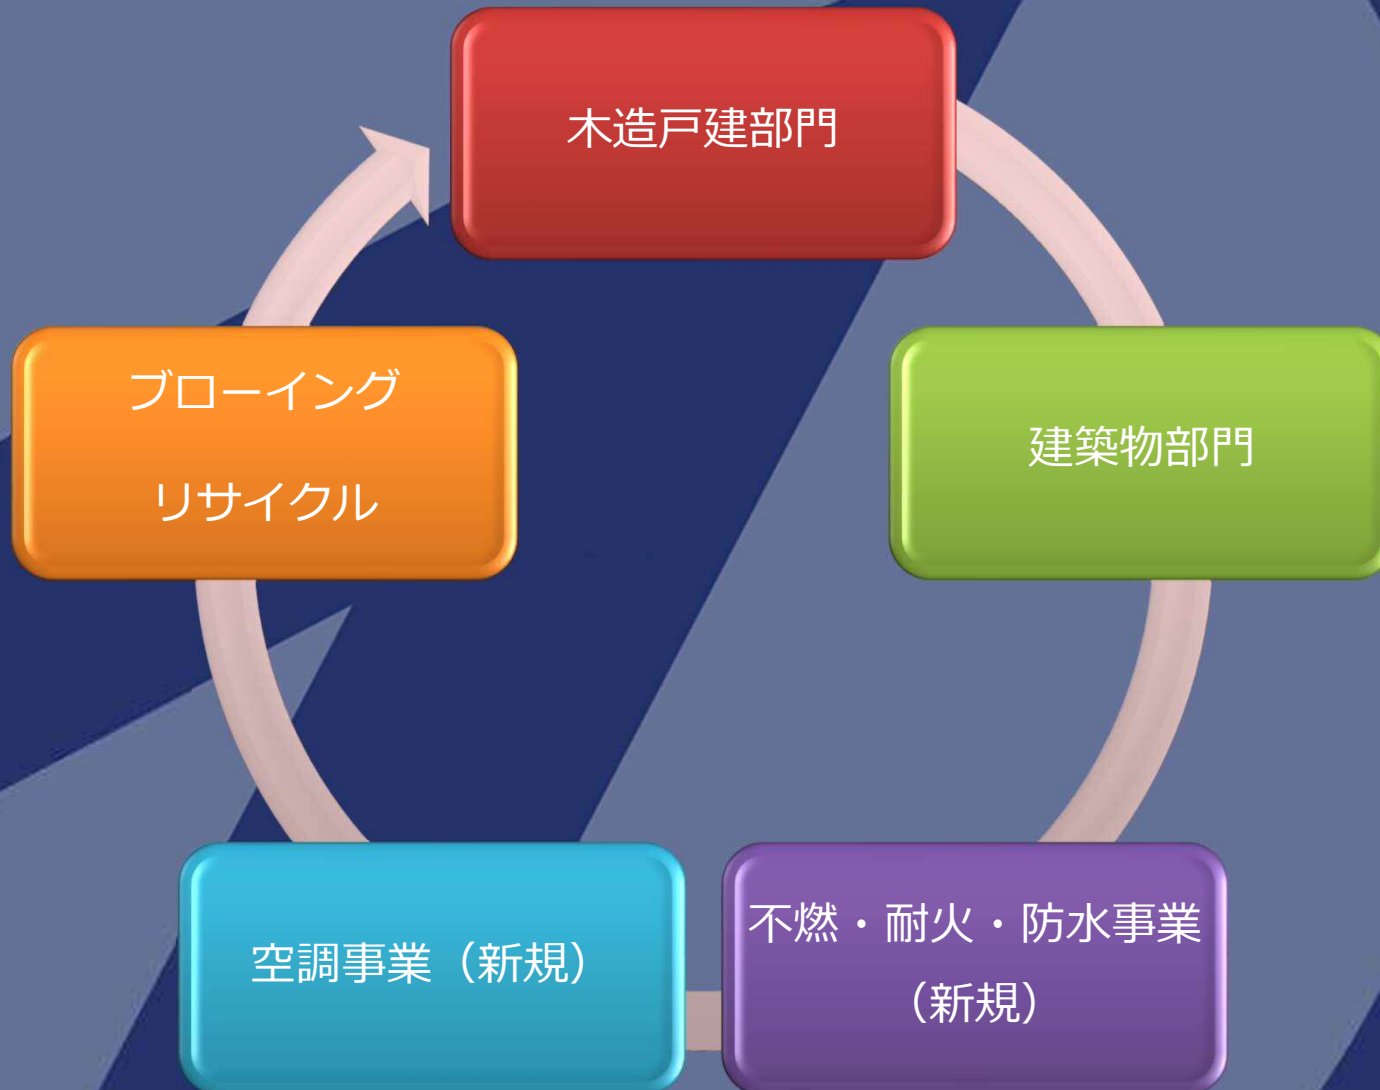 木造戸建部門
建築物部門
不燃・耐火・防水事業
（新規）
空調事業（新規）
ブローイング
リサイクル